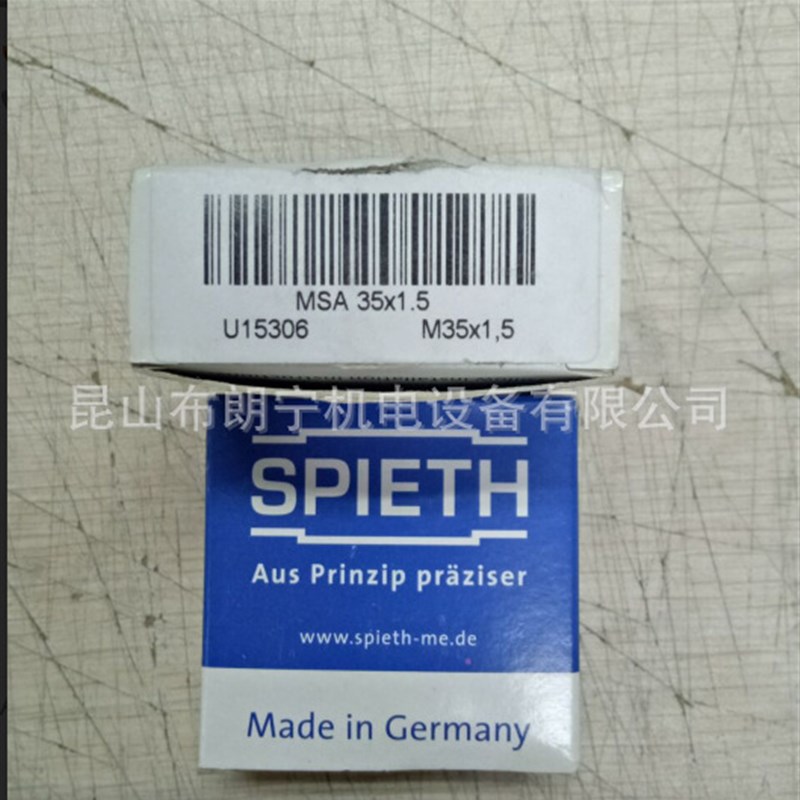 MSA 35x1.5
U15306 M35x1,5
昆山布朗宁机电设备有限公司
SPIETH
Aus Prinzip präziser
www.spieth-me.de
Made in Germany